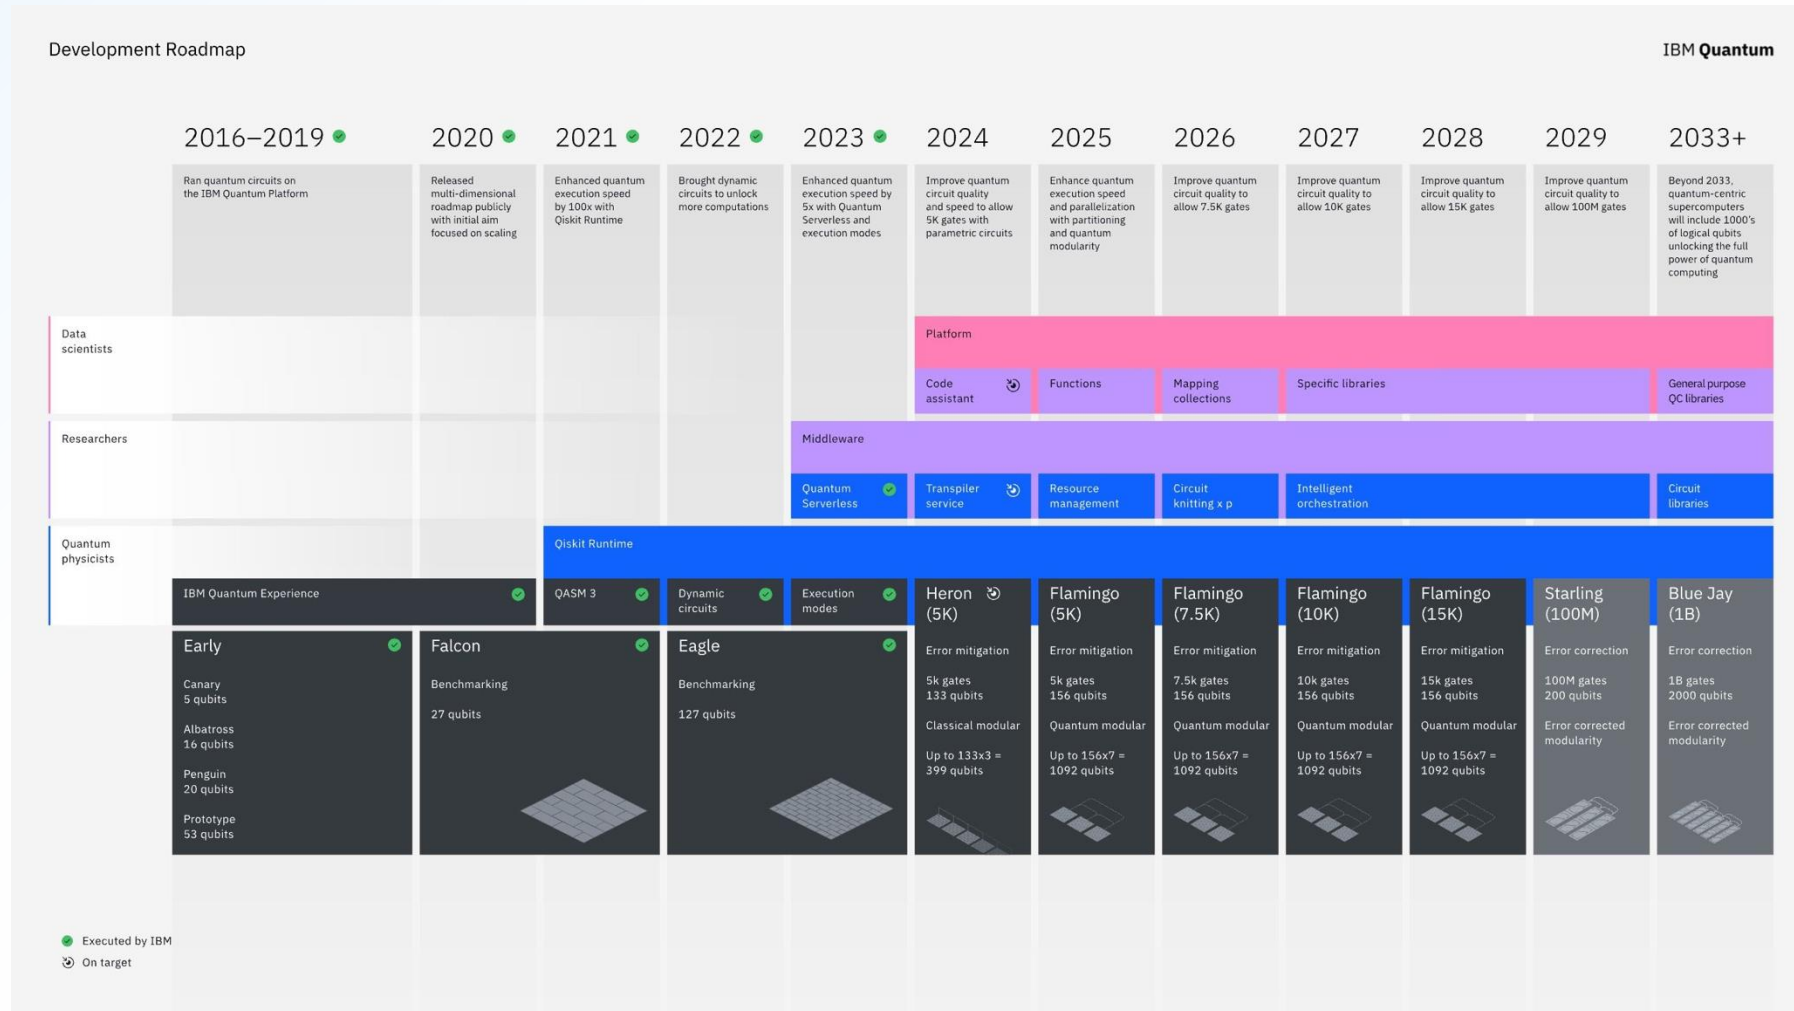 Development Roadmap
IBM Quantum
2016–2019
2020
2021
2022
2023
2024
2025
2026
2027
2028
2029
2033+
Ran quantum circuits on
the IBM Quantum Platform
Released
multi-dimensional
roadmap publicly
with initial aim
focused on scaling
Enhanced quantum
execution speed
by 100x with
Qiskit Runtime
Brought dynamic
circuits to unlock
more computations
Enhanced quantum
execution speed by
5x with Quantum
Serverless and
execution modes
Improve quantum
circuit quality
and speed to allow
5K gates with
parametric circuits
Enhance quantum
execution speed
and parallelization
with partitioning
and quantum
modularity
Improve quantum
circuit quality to
allow 7.5K gates
Improve quantum
circuit quality to
allow 10K gates
Improve quantum
circuit quality to
allow 15K gates
Improve quantum
circuit quality to
allow 100M gates
Beyond 2033,
quantum-centric
supercomputers
will include 1000's
of logical qubits
unlocking the full
power of quantum
computing
Data
scientists
Platform
Code
assistant
Functions
Mapping
collections
Specific libraries
General purpose
QC libraries
Researchers
Middleware
Quantum
Serverless
Transpiler
service
Resource
management
Circuit
knitting x p
Intelligent
orchestration
Circuit
libraries
Quantum
physicists
Qiskit Runtime
IBM Quantum Experience
QASM 3
Dynamic
circuits
Execution
modes
Early
Canary
5 qubits
Albatross
16 qubits
Penguin
20 qubits
Prototype
53 qubits
Falcon
Benchmarking
27 qubits
Eagle
Benchmarking
127 qubits
Heron
(5K)
Error mitigation
5k gates
133 qubits
Classical modular
Up to 133x3 =
399 qubits
Flamingo
(5K)
Error mitigation
5k gates
156 qubits
Quantum modular
Up to 156x7 =
1092 qubits
Flamingo
(7.5K)
Error mitigation
7.5k gates
156 qubits
Quantum modular
Up to 156x7 =
1092 qubits
Flamingo
(10K)
Error mitigation
10k gates
156 qubits
Quantum modular
Up to 156x7 =
1092 qubits
Flamingo
(15K)
Error mitigation
15k gates
156 qubits
Quantum modular
Up to 156x7 =
1092 qubits
Starling
(100M)
Error correction
100M gates
200 qubits
Error corrected
modularity
Blue Jay
(1B)
Error correction
1B gates
2000 qubits
Error corrected
modularity
Executed by IBM
On target